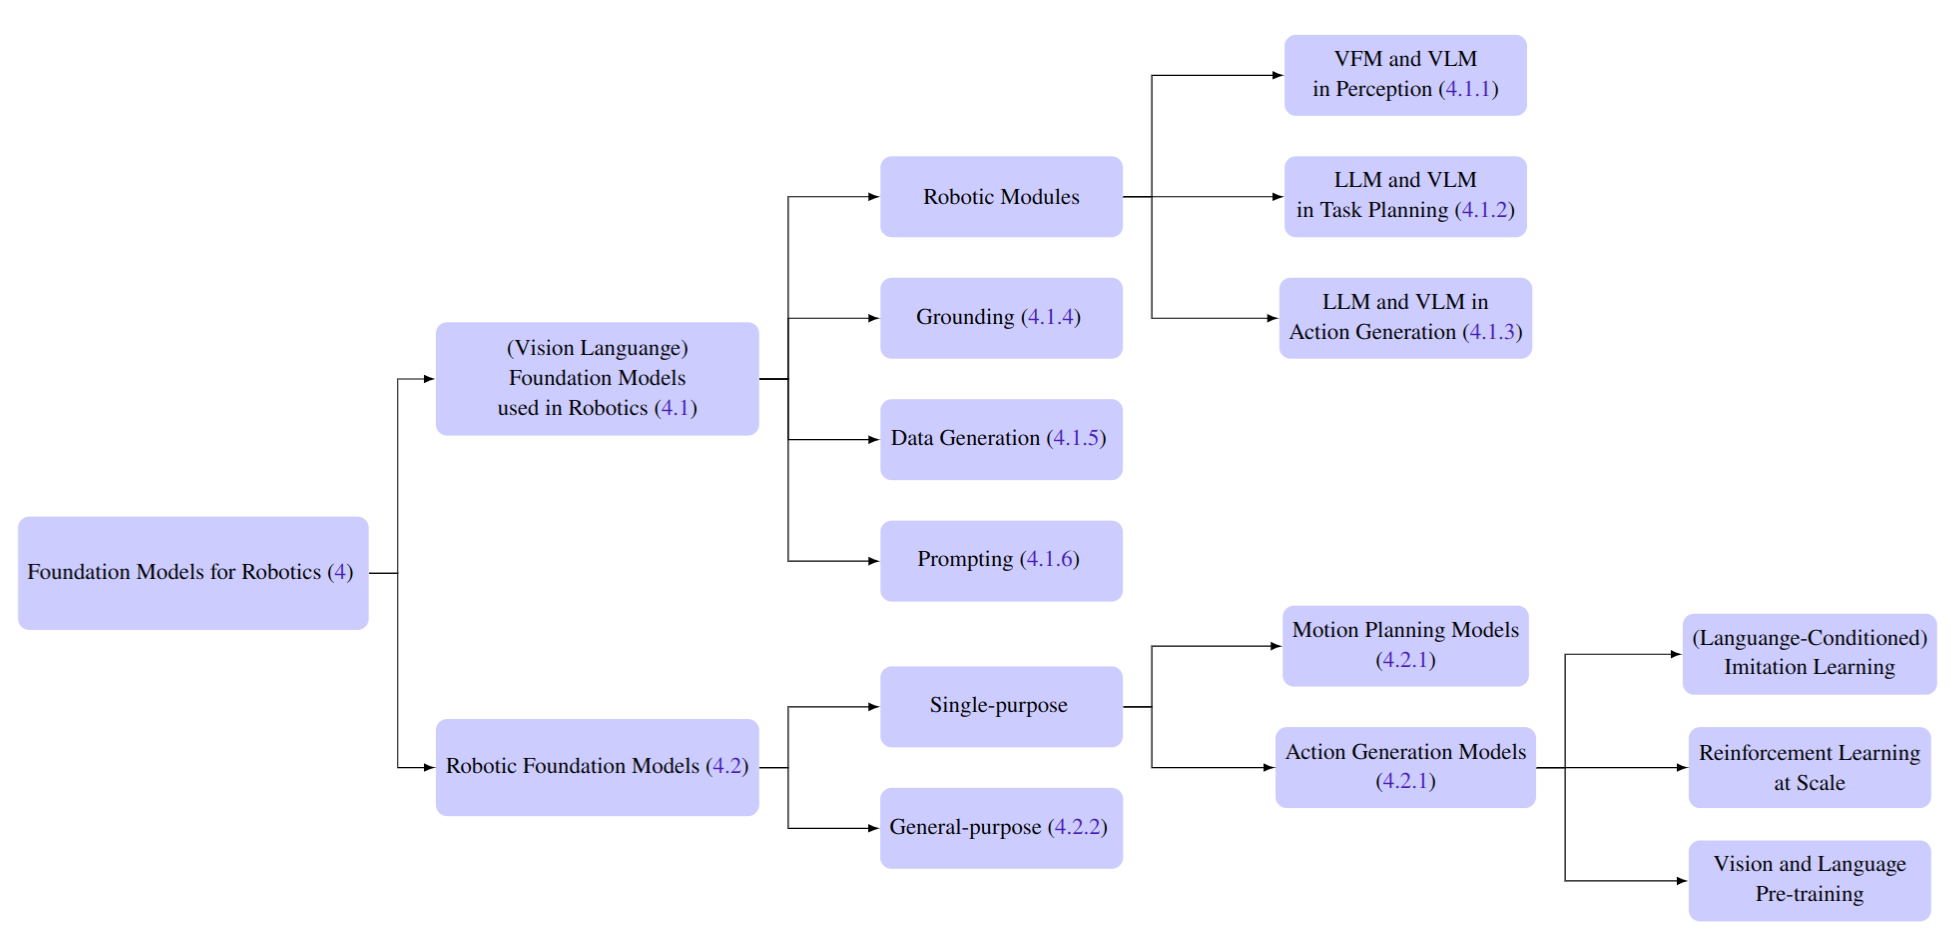 Foundation Models for Robotics (4)
(Vision Languange)
Foundation Models
used in Robotics (4.1)
Robotic Foundation Models (4.2)
Robotic Modules
Grounding (4.1.4)
Data Generation (4.1.5)
Prompting (4.1.6)
Single-purpose
General-purpose (4.2.2)
VFM and VLM
in Perception (4.1.1)
LLM and VLM
in Task Planning (4.1.2)
LLM and VLM in
Action Generation (4.1.3)
Motion Planning Models
(4.2.1)
Action Generation Models
(4.2.1)
(Languange-Conditioned)
Imitation Learning
Reinforcement Learning
at Scale
Vision and Language
Pre-training